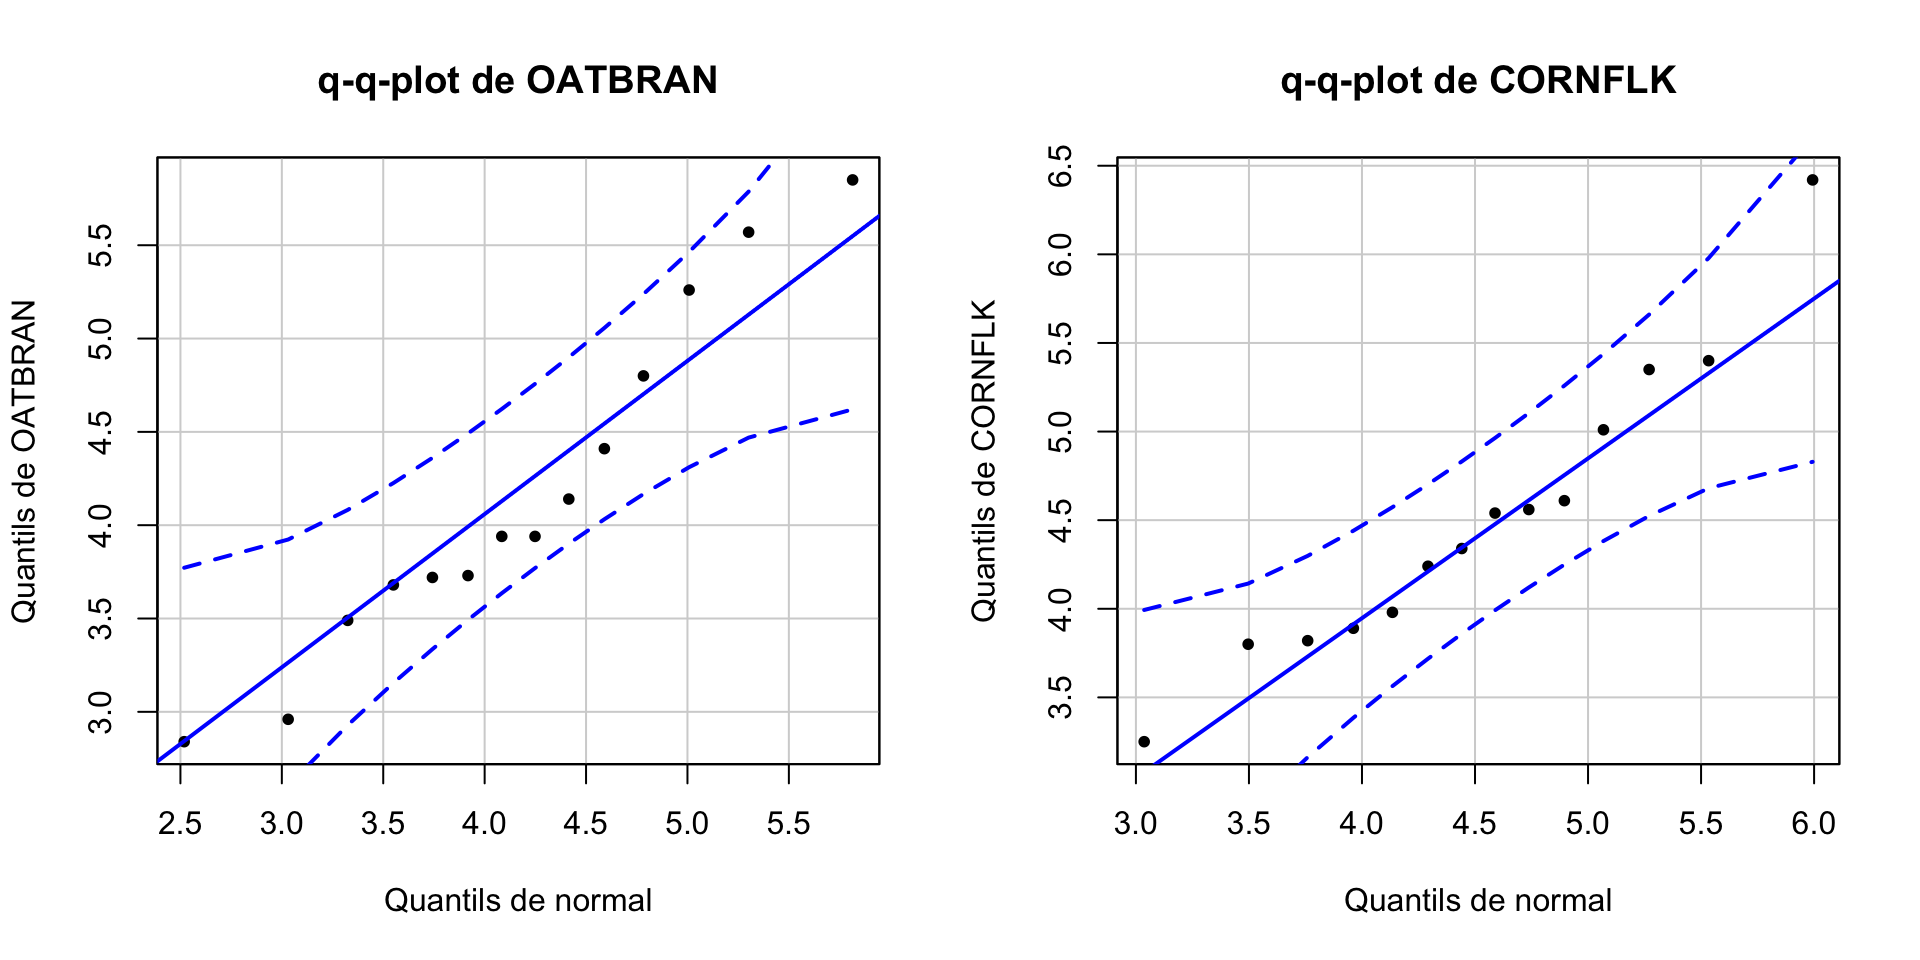 q-q-plot de OATBRAN
Quantils de OATBRAN
5.5
5.0
4.5
4.0
3.5
3.0
2.5 3.0 3.5 4.0 4.5 5.0 5.5
Quantils de normal
q-q-plot de CORNFLK
Quantils de CORNFLK
6.5
6.0
5.5
5.0
4.5
4.0
3.5
3.0 3.5 4.0 4.5 5.0 5.5 6.0
Quantils de normal